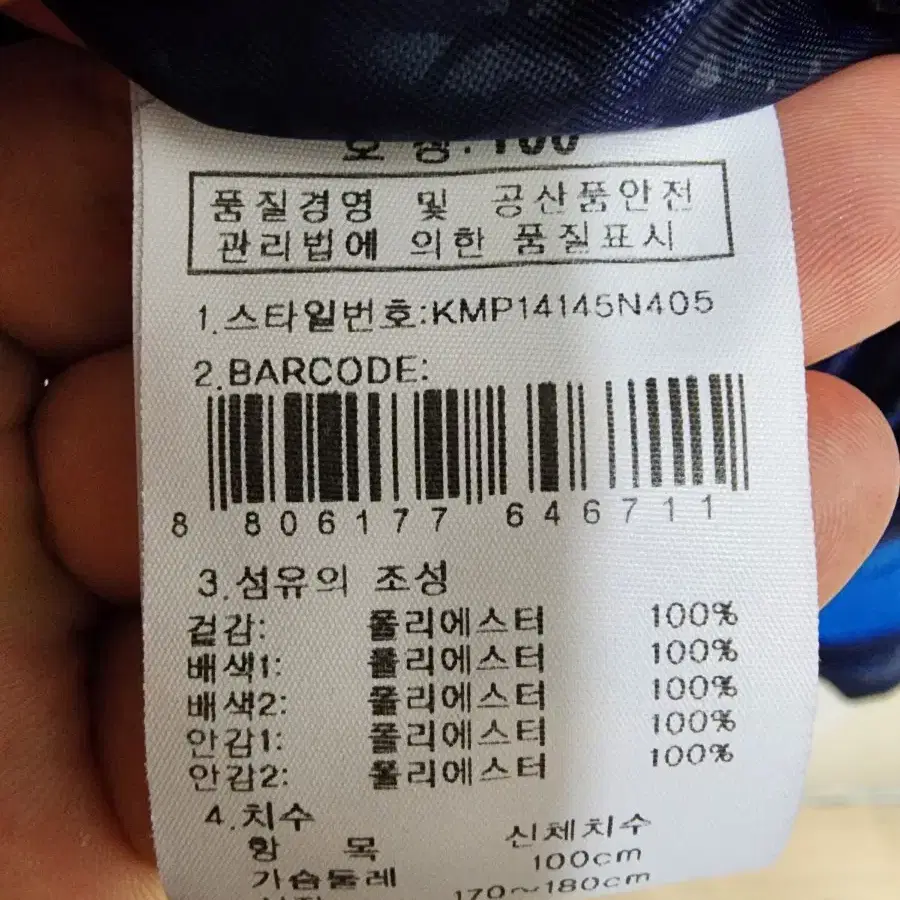 호 칭: 100
품질경영 및 공산품안전
관리법에 의한 품질표시
1.스타일번호:KMP14145N405
2.BARCODE:
8 806177 646711
3.섬유의 조성
겉감: 폴리에스터 100%
배색1: 폴리에스터 100%
배색2: 폴리에스터 100%
안감1: 폴리에스터 100%
안감2: 폴리에스터 100%
4.치수
항 목 신체치수
가슴둘레 100cm
170~180cm